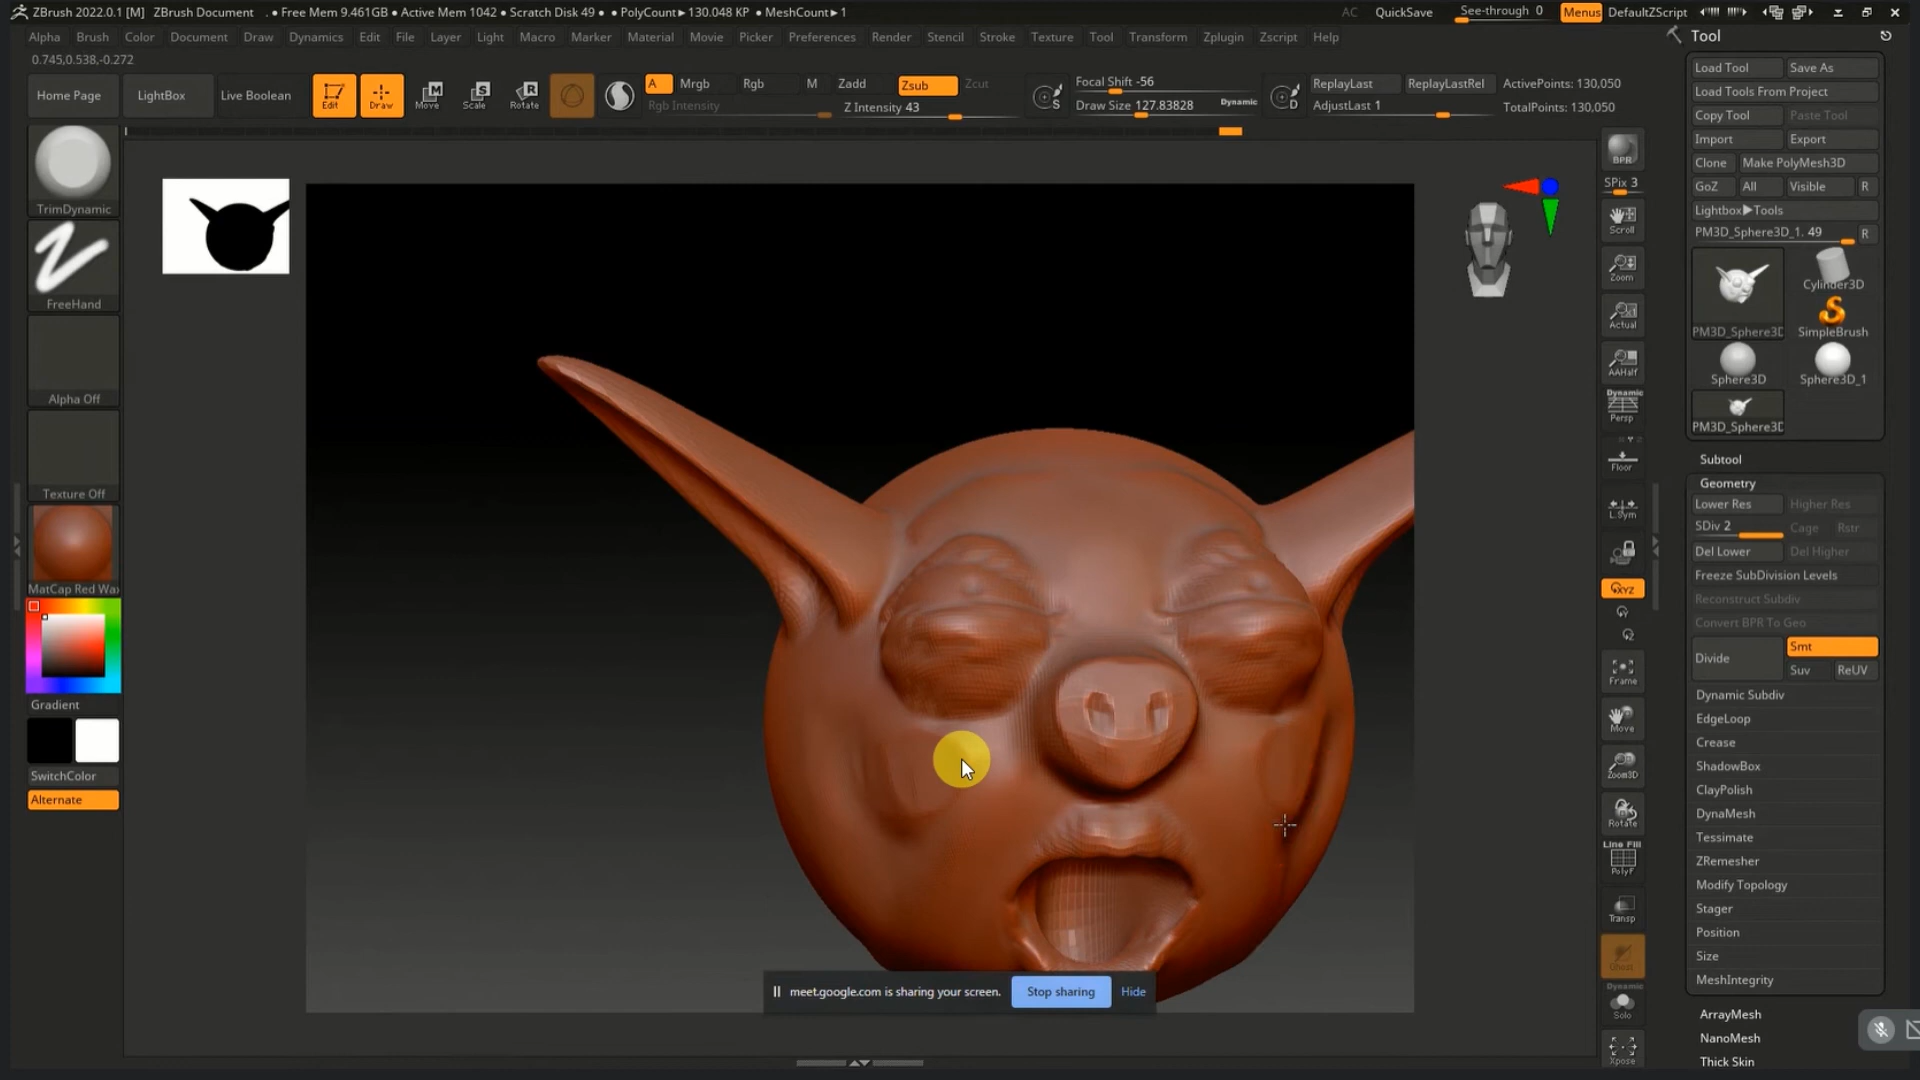 ZBrush 2022.0.1 [M] ZBrush Document . ● Free Mem 9.461GB ● Active Mem 1042 ● Scratch Disk 49 ● ● PolyCount▶ 130.048 KP ● MeshCount▶ 1 AC QuickSave See-through 0 Menus DefaultZScript
Alpha Brush Color Document Draw Dynamics Edit File Layer Light Macro Marker Material Movie Picker Preferences Render Stencil Stroke Texture Tool Transform Zplugin Zscript Help
Tool
0.745,0.538,-0.272
Home Page LightBox Live Boolean Edit Draw Move Scale Rotate
A Mrgb Rgb M Zadd Zsub Zcut
Rgb Intensity Z Intensity 43
S Focal Shift -56
Draw Size 127.83828 Dynamic
D ReplayLast ReplayLastRel ActivePoints: 130,050
AdjustLast 1 TotalPoints: 130,050
TrimDynamic
FreeHand
Alpha Off
Texture Off
MatCap Red Wax
Gradient
SwitchColor
Alternate
BPR
SPix 3
Scroll
Zoom
Actual
AAHalf
Dynamic
Persp
Floor
L.Sym
XYZ
Y
Z
Frame
Move
Zoom3D
Rotate
Line Fill
PolyF
Transp
Ghost
Dynamic
Solo
Xpose
Load Tool Save As
Load Tools From Project
Copy Tool Paste Tool
Import Export
Clone Make PolyMesh3D
GoZ All Visible R
Lightbox▶Tools
PM3D_Sphere3D_1. 49 R
PM3D_Sphere3D Cylinder3D
SimpleBrush
Sphere3D Sphere3D_1
PM3D_Sphere3D
Subtool
Geometry
Lower Res Higher Res
SDiv 2 Cage Rstr
Del Lower Del Higher
Freeze SubDivision Levels
Reconstruct Subdiv
Convert BPR To Geo
Divide Smt
Suv ReUV
Dynamic Subdiv
EdgeLoop
Crease
ShadowBox
ClayPolish
DynaMesh
Tessimate
ZRemesher
Modify Topology
Stager
Position
Size
MeshIntegrity
ArrayMesh
NanoMesh
Thick Skin
meet.google.com is sharing your screen. Stop sharing Hide